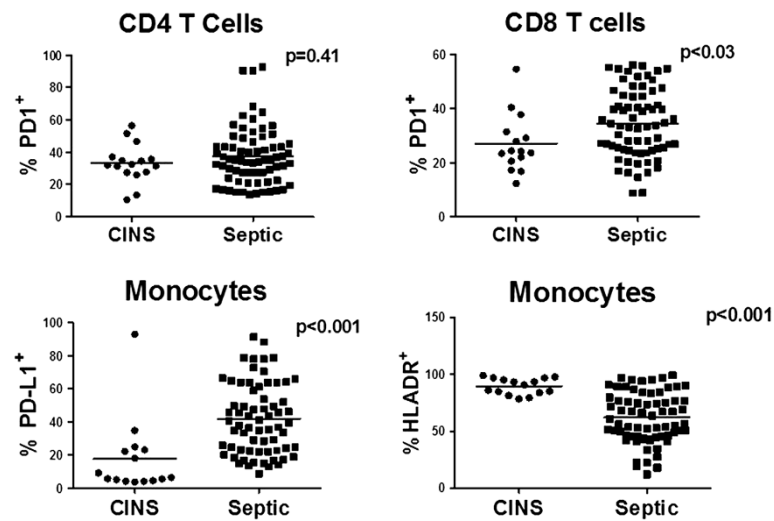 CD4 T Cells
p=0.41
% PD1+
100
80
60
40
20
0
CINS Septic
CD8 T cells
p<0.03
% PD1+
60
40
20
0
CINS Septic
Monocytes
p<0.001
% PD-L1+
100
80
60
40
20
0
CINS Septic
Monocytes
p<0.001
% HLADR+
150
100
50
0
CINS Septic